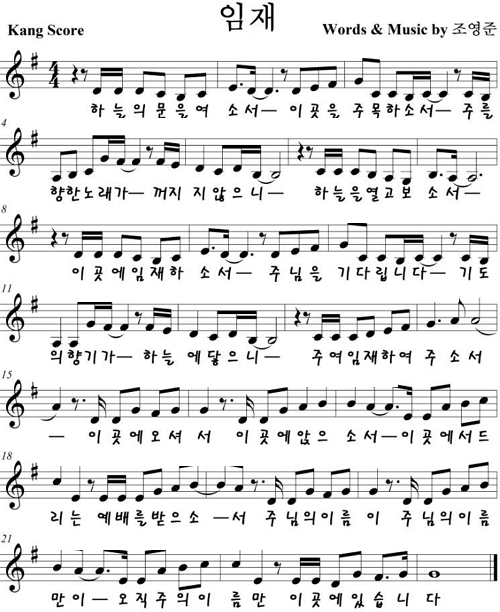 임재
Kang Score
Words & Music by 조영준
하늘의문을여 소서— 이곳을 주목하소서— 주를
4
향한노래가— 꺼지 지않으니— 하늘을열고보 소서—
8
이곳에임재하 소서— 주님을 기다립니다— 기도
11
의향기가— 하늘 에닿으니— 주여임재하여 주소서
15
— 이곳에오셔서 이곳에앉으 소서—이곳에서드
18
리는 예배를받으소—서 주님의이름이 주님의이름
21
만이— 오직주의이 름만 이곳에있습니 다